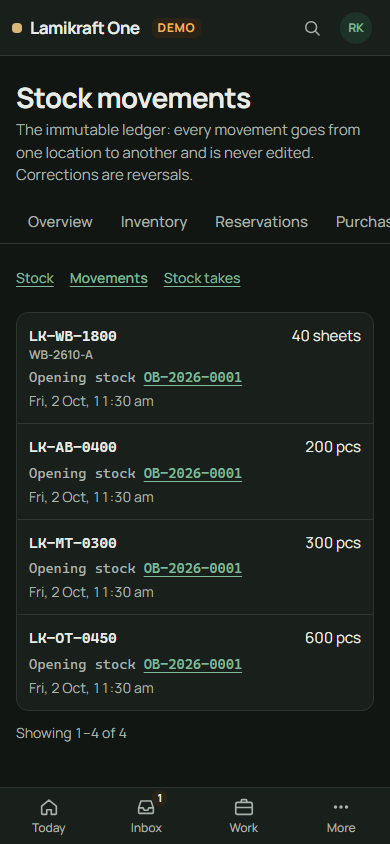 Lamikraft One DEMO RK
Stock movements
The immutable ledger: every movement goes from
one location to another and is never edited.
Corrections are reversals.
Overview Inventory Reservations Purchas
Stock Movements Stock takes
LK-WB-1800 40 sheets
WB-2610-A
Opening stock OB-2026-0001
Fri, 2 Oct, 11:30 am
LK-AB-0400 200 pcs
Opening stock OB-2026-0001
Fri, 2 Oct, 11:30 am
LK-MT-0300 300 pcs
Opening stock OB-2026-0001
Fri, 2 Oct, 11:30 am
LK-OT-0450 600 pcs
Opening stock OB-2026-0001
Fri, 2 Oct, 11:30 am
Showing 1–4 of 4
1
Today Inbox Work More